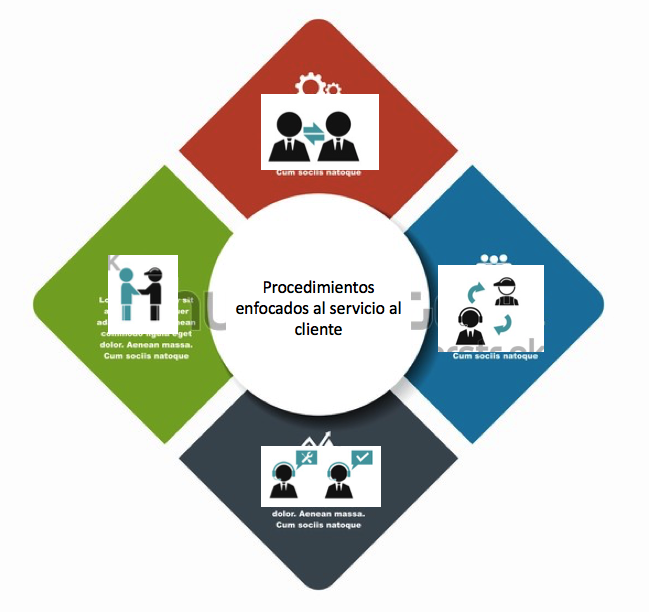 Cum sociis natoque
Procedimientos
enfocados al servicio al
cliente
dolor. Aenean massa.
Cum sociis natoque
Cum sociis natoque
dolor. Aenean massa.
Cum sociis natoque